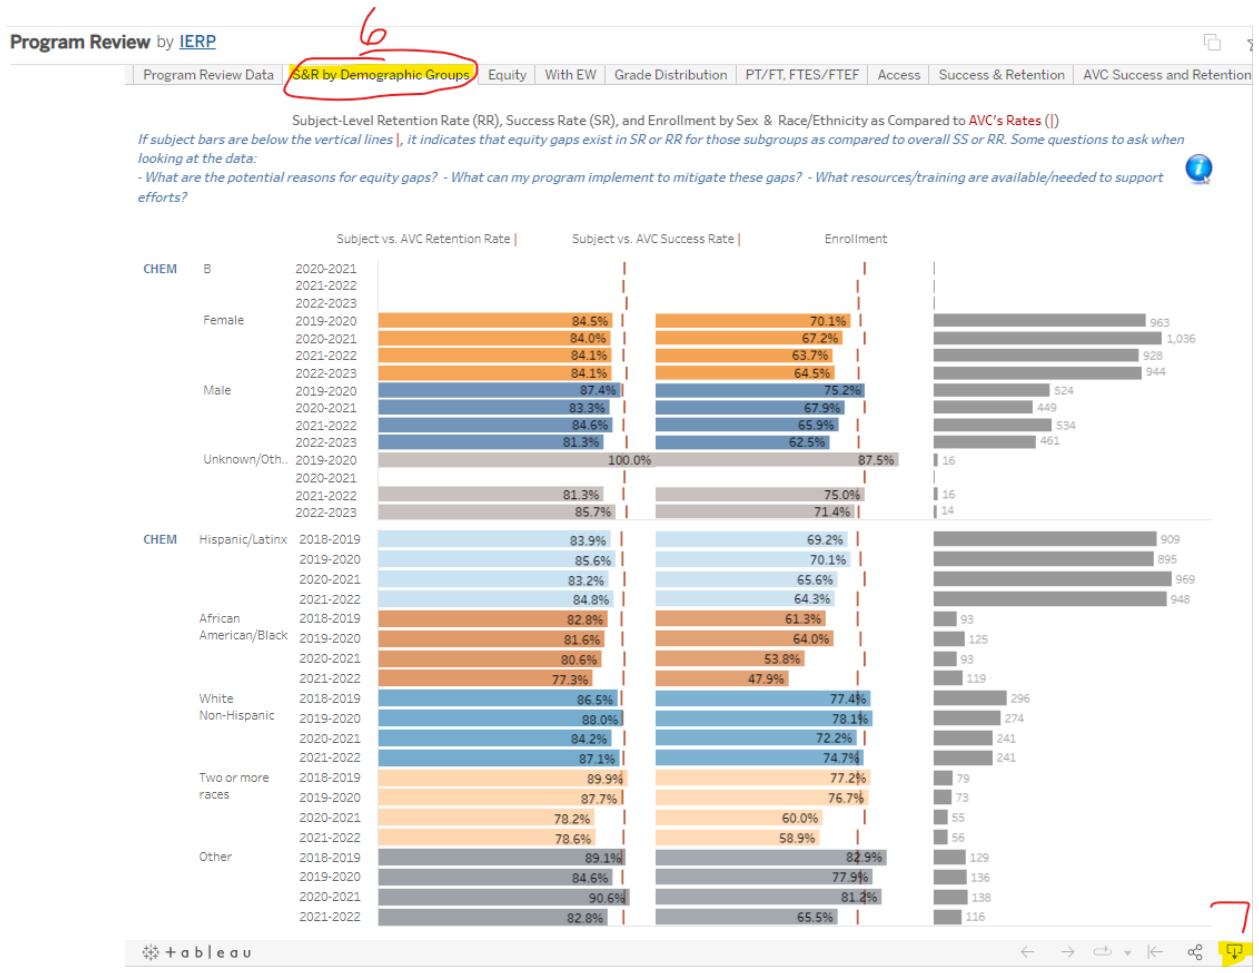 6
Program Review by IERP
Program Review Data S&R by Demographic Groups Equity With EW Grade Distribution PT/FT, FTES/FTEF Access Success & Retention AVC Success and Retention
Subject-Level Retention Rate (RR), Success Rate (SR), and Enrollment by Sex & Race/Ethnicity as Compared to AVC's Rates (|)
If subject bars are below the vertical lines |, it indicates that equity gaps exist in SR or RR for those subgroups as compared to overall SS or RR. Some questions to ask when
looking at the data:
- What are the potential reasons for equity gaps? - What can my program implement to mitigate these gaps? - What resources/training are available/needed to support
efforts?
Subject vs. AVC Retention Rate | Subject vs. AVC Success Rate | Enrollment
CHEM B 2020-2021
2021-2022
2022-2023
Female 2019-2020 84.5% 70.1% 963
2020-2021 84.0% 67.2% 1,036
2021-2022 84.1% 63.7% 928
2022-2023 84.1% 64.5% 944
Male 2019-2020 87.4% 75.2% 524
2020-2021 83.3% 67.9% 449
2021-2022 84.6% 65.9% 534
2022-2023 81.3% 62.5% 461
Unknown/Oth.. 2019-2020 100.0% 87.5% 16
2020-2021
2021-2022 81.3% 75.0% 16
2022-2023 85.7% 71.4% 14
CHEM Hispanic/Latinx 2018-2019 83.9% 69.2% 909
2019-2020 85.6% 70.1% 895
2020-2021 83.2% 65.6% 969
2021-2022 84.8% 64.3% 948
African 2018-2019 82.8% 61.3% 93
American/Black 2019-2020 81.6% 64.0% 125
2020-2021 80.6% 53.8% 93
2021-2022 77.3% 47.9% 119
White 2018-2019 86.5% 77.4% 296
Non-Hispanic 2019-2020 88.0% 78.1% 274
2020-2021 84.2% 72.2% 241
2021-2022 87.1% 74.7% 241
Two or more 2018-2019 89.9% 77.2% 79
races 2019-2020 87.7% 76.7% 73
2020-2021 78.2% 60.0% 55
2021-2022 78.6% 58.9% 56
Other 2018-2019 89.1% 82.9% 129
2019-2020 84.6% 77.9% 136
2020-2021 90.6% 81.2% 138
2021-2022 82.8% 65.5% 116
7
+ableau